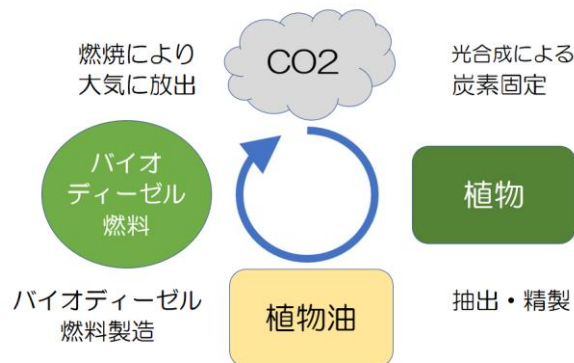 燃焼により
大気に放出
CO2
光合成による
炭素固定
バイオ
ディーゼル
燃料
植物
バイオディーゼル
燃料製造
植物油
抽出・精製